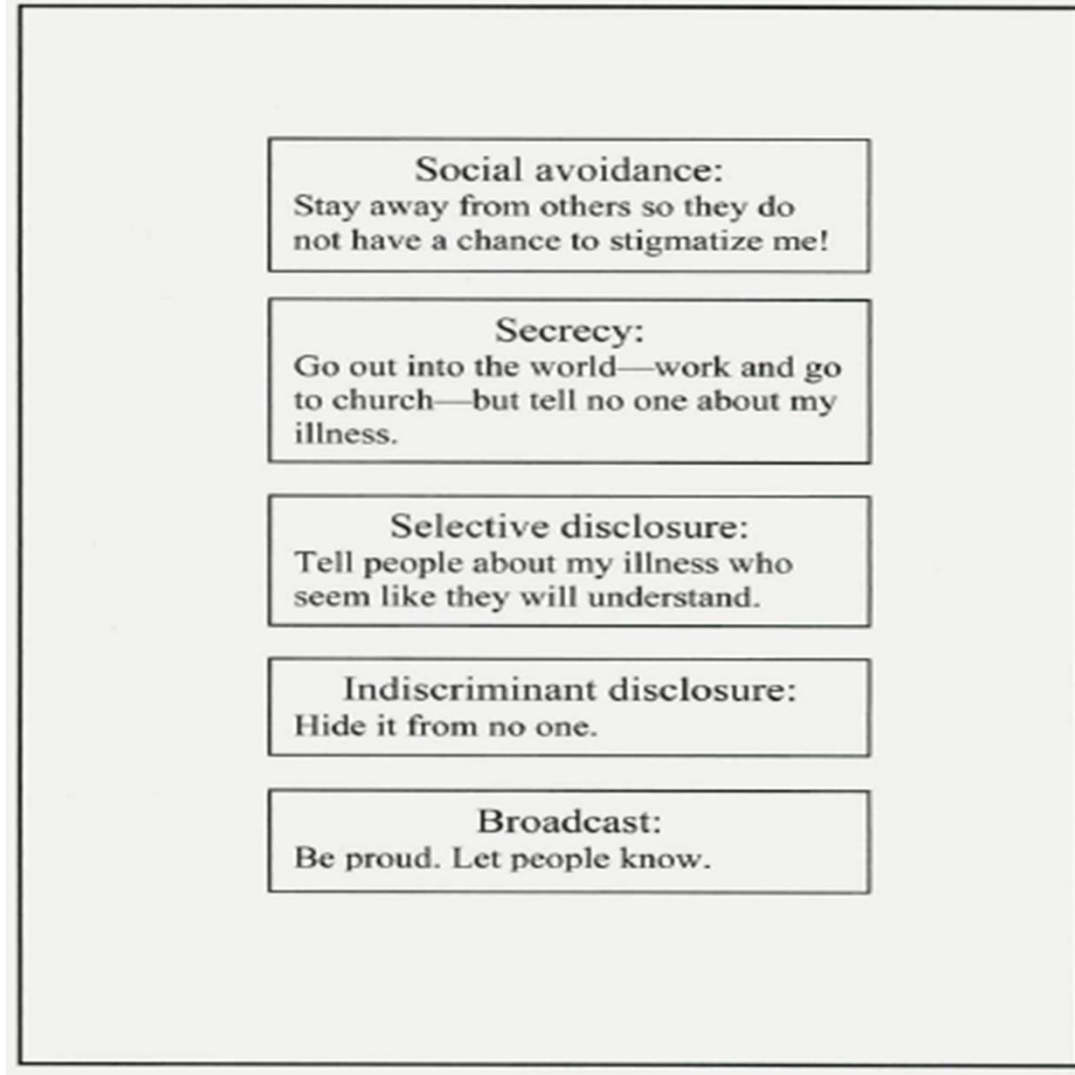 Social avoidance:
Stay away from others so they do
not have a chance to stigmatize me!
Secrecy:
Go out into the world—work and go
to church—but tell no one about my
illness.
Selective disclosure:
Tell people about my illness who
seem like they will understand.
Indiscriminant disclosure:
Hide it from no one.
Broadcast:
Be proud. Let people know.